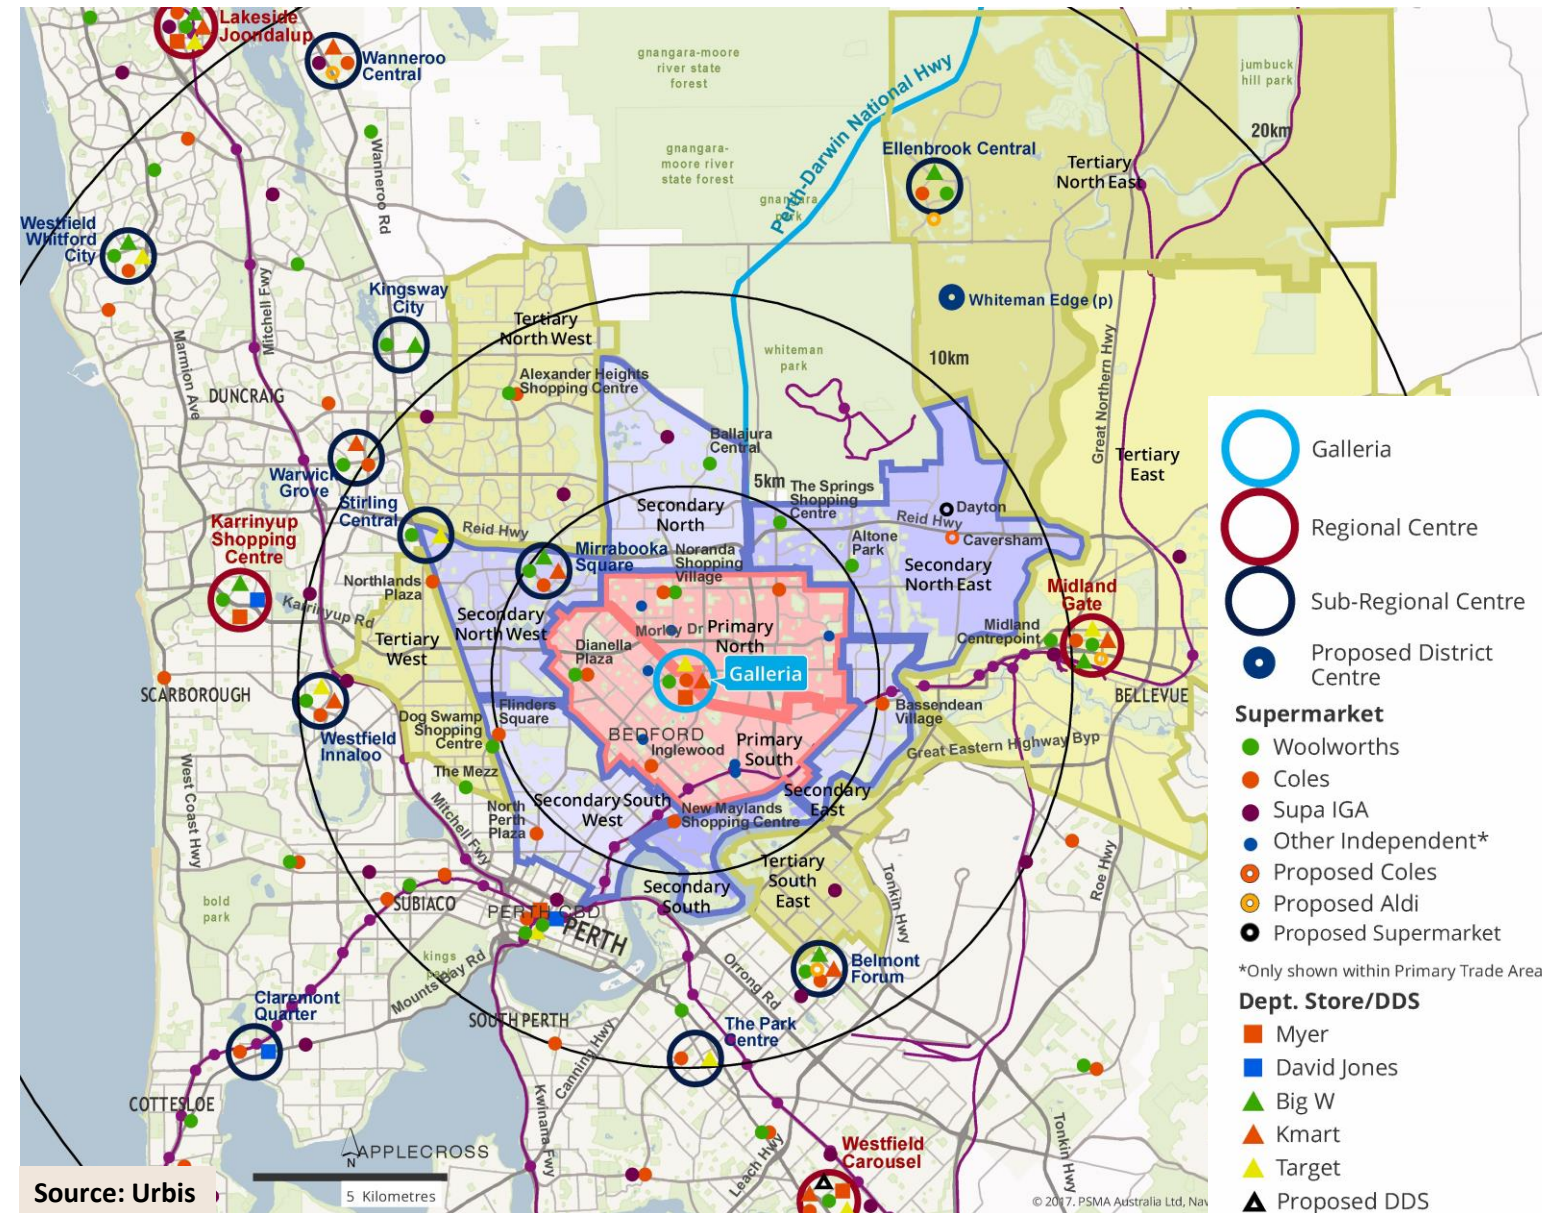 Lakeside
Joondalup
Wanneroo
Central
gnangara-moore
river state
forest
Perth-Darwin National Hwy
jumbuck
hill park
20km
Wanneroo Rd
gnangara-
moore river
state forest
Ellenbrook Central
Tertiary
North East
gnangara
park
Westfield
Whitford
City
Mitchell Fwy
Kingsway
City
Whiteman Edge (p)
Tertiary
North West
10km
whiteman
park
Marmion Ave
Great Northern Hwy
Alexander Heights
Shopping Centre
DUNCRAIG
Ballajura
Central
Tertiary
East
Warwick
Grove
Stirling
Central
5km
The Springs
Shopping
Centre
Secondary
North
Dayton
Reid Hwy
Reid Hwy
Caversham
Karrinyup
Shopping
Centre
Mirrabooka
Square
Noranda
Shopping
Village
Altone
Park
Secondary
North East
Northlands
Plaza
Midland
Gate
Karrinyup Rd
Secondary
North West
Morley Dr
Primary
North
Midland
Centrepoint
Tertiary
West
Dianella
Plaza
Galleria
SCARBOROUGH
BELLEVUE
Flinders
Square
Bassendean
Village
Dog Swamp
Shopping
Centre
BEDFORD
Inglewood
Primary
South
Great Eastern Highway Byp
Westfield
Innaloo
The Mezz
West Coast Hwy
Mitchell Fwy
Secondary South
West
Secondary
East
North
Perth
Plaza
New Maylands
Shopping Centre
Tertiary
South
East
Tonkin Hwy
Roe Hwy
Secondary
South
bold
park
SUBIACO
PERTH CBD
PERTH
kings
park
Mounts Bay Rd
Orrong Rd
Belmont
Forum
Claremont
Quarter
SOUTH PERTH
The Park
Centre
Canning Hwy
Kwinana Fwy
COTTESLOE
Tonkin Hwy
Leach Hwy
Westfield
Carousel
N
APPLECROSS
5 Kilometres
Source: Urbis
© 2017. PSMA Australia Ltd, Nav
Galleria
Regional Centre
Sub-Regional Centre
Proposed District
Centre
Supermarket
Woolworths
Coles
Supa IGA
Other Independent*
Proposed Coles
Proposed Aldi
Proposed Supermarket
*Only shown within Primary Trade Area
Dept. Store/DDS
Myer
David Jones
Big W
Kmart
Target
Proposed DDS